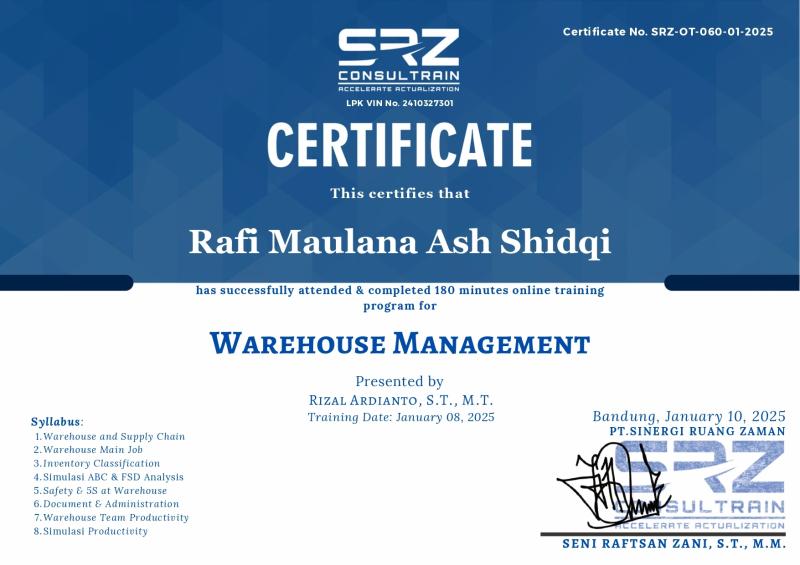 Certificate No. SRZ-OT-060-01-2025
SRZ
CONSULTRAIN
ACCELERATE ACTUALIZATION
LPK VIN No. 2410327301
CERTIFICATE
This certifies that
Rafi Maulana Ash Shidqi
has successfully attended & completed 180 minutes online training
program for
WAREHOUSE MANAGEMENT
Presented by
RIZAL ARDIANTO, S.T., M.T.
Training Date: January 08, 2025
Syllabus:
1. Warehouse and Supply Chain
2. Warehouse Main Job
3. Inventory Classification
4. Simulasi ABC & FSD Analysis
5. Safety & 5S at Warehouse
6. Document & Administration
7. Warehouse Team Productivity
8. Simulasi Productivity
Bandung, January 10, 2025
PT.SINERGI RUANG ZAMAN
SRZ
CONSULTRAIN
ACCELERATE ACTUALIZATION
SENI RAFTSAN ZANI, S.T., M.M.